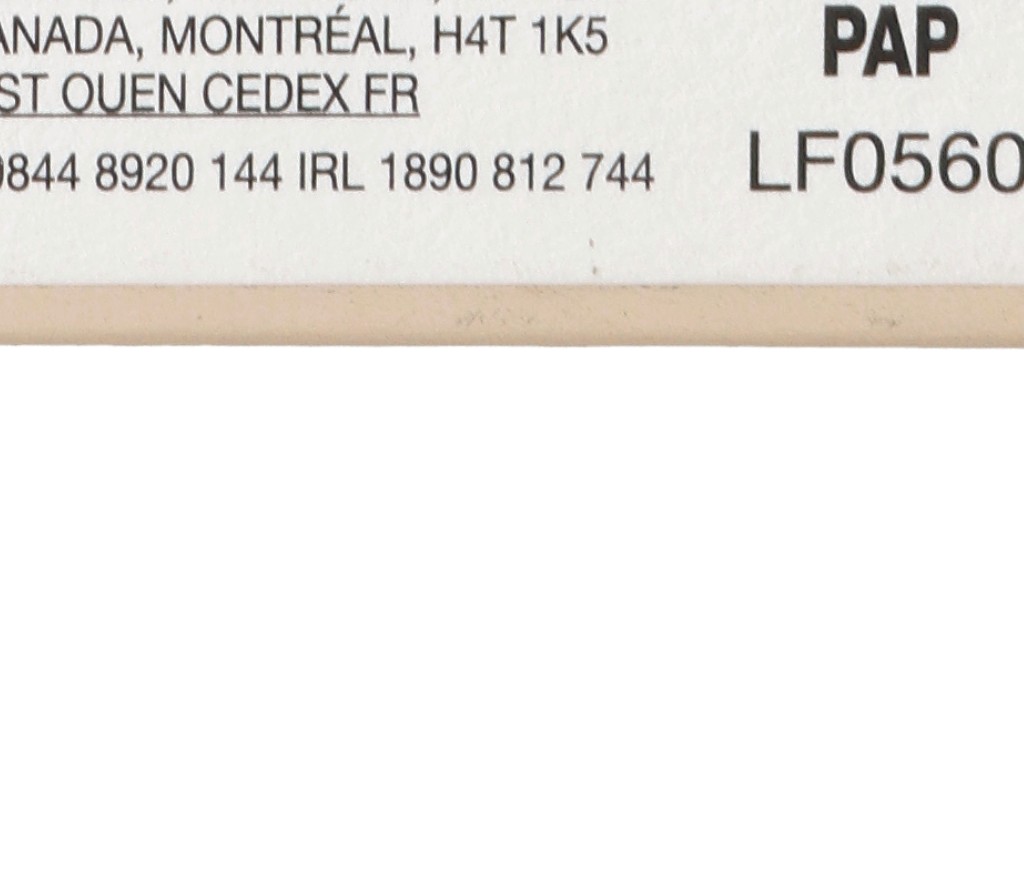 ANADA, MONTRÉAL, H4T 1K5
ST OUEN CEDEX FR
0844 8920 144 IRL 1890 812 744
PAP
LF0560